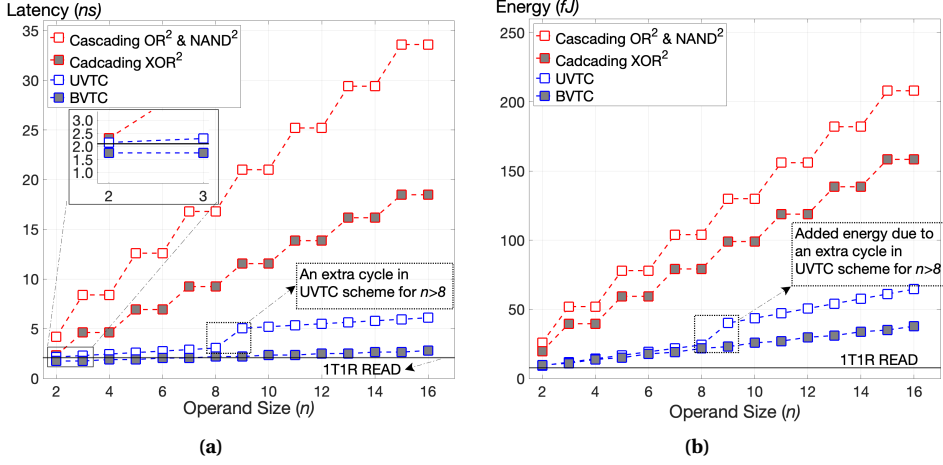 Latency (ns)
35
30
25
20
15
10
5
0
2
4
6
8
10
12
14
16
Operand Size (n)
Cascading OR² & NAND²
Cadcading XOR²
UVTC
BVTC
3.0
2.5
2.0
1.5
1.0
2
3
An extra cycle in
UVTC scheme for n>8
1T1R READ
(a)
Energy (fJ)
250
200
150
100
50
0
2
4
6
8
10
12
14
16
Operand Size (n)
Cascading OR² & NAND²
Cadcading XOR²
UVTC
BVTC
Added energy due to
an extra cycle in
UVTC scheme for n>8
1T1R READ
(b)